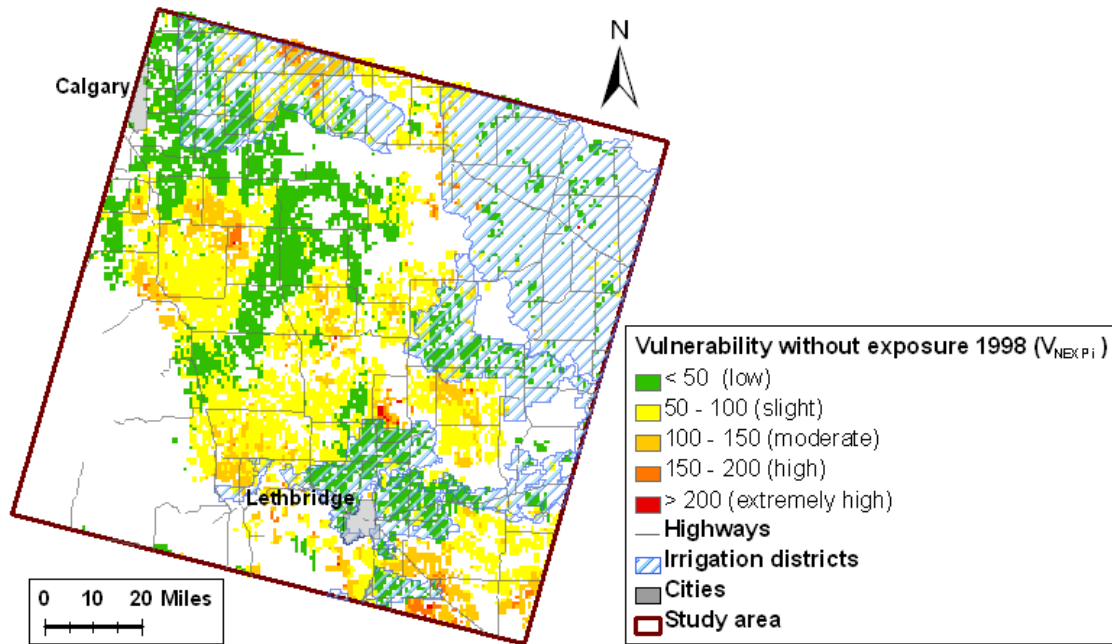 N
Calgary
Lethbridge
0 10 20 Miles
Vulnerability without exposure 1998 (V_NEXPi)
< 50 (low)
50 - 100 (slight)
100 - 150 (moderate)
150 - 200 (high)
> 200 (extremely high)
Highways
Irrigation districts
Cities
Study area